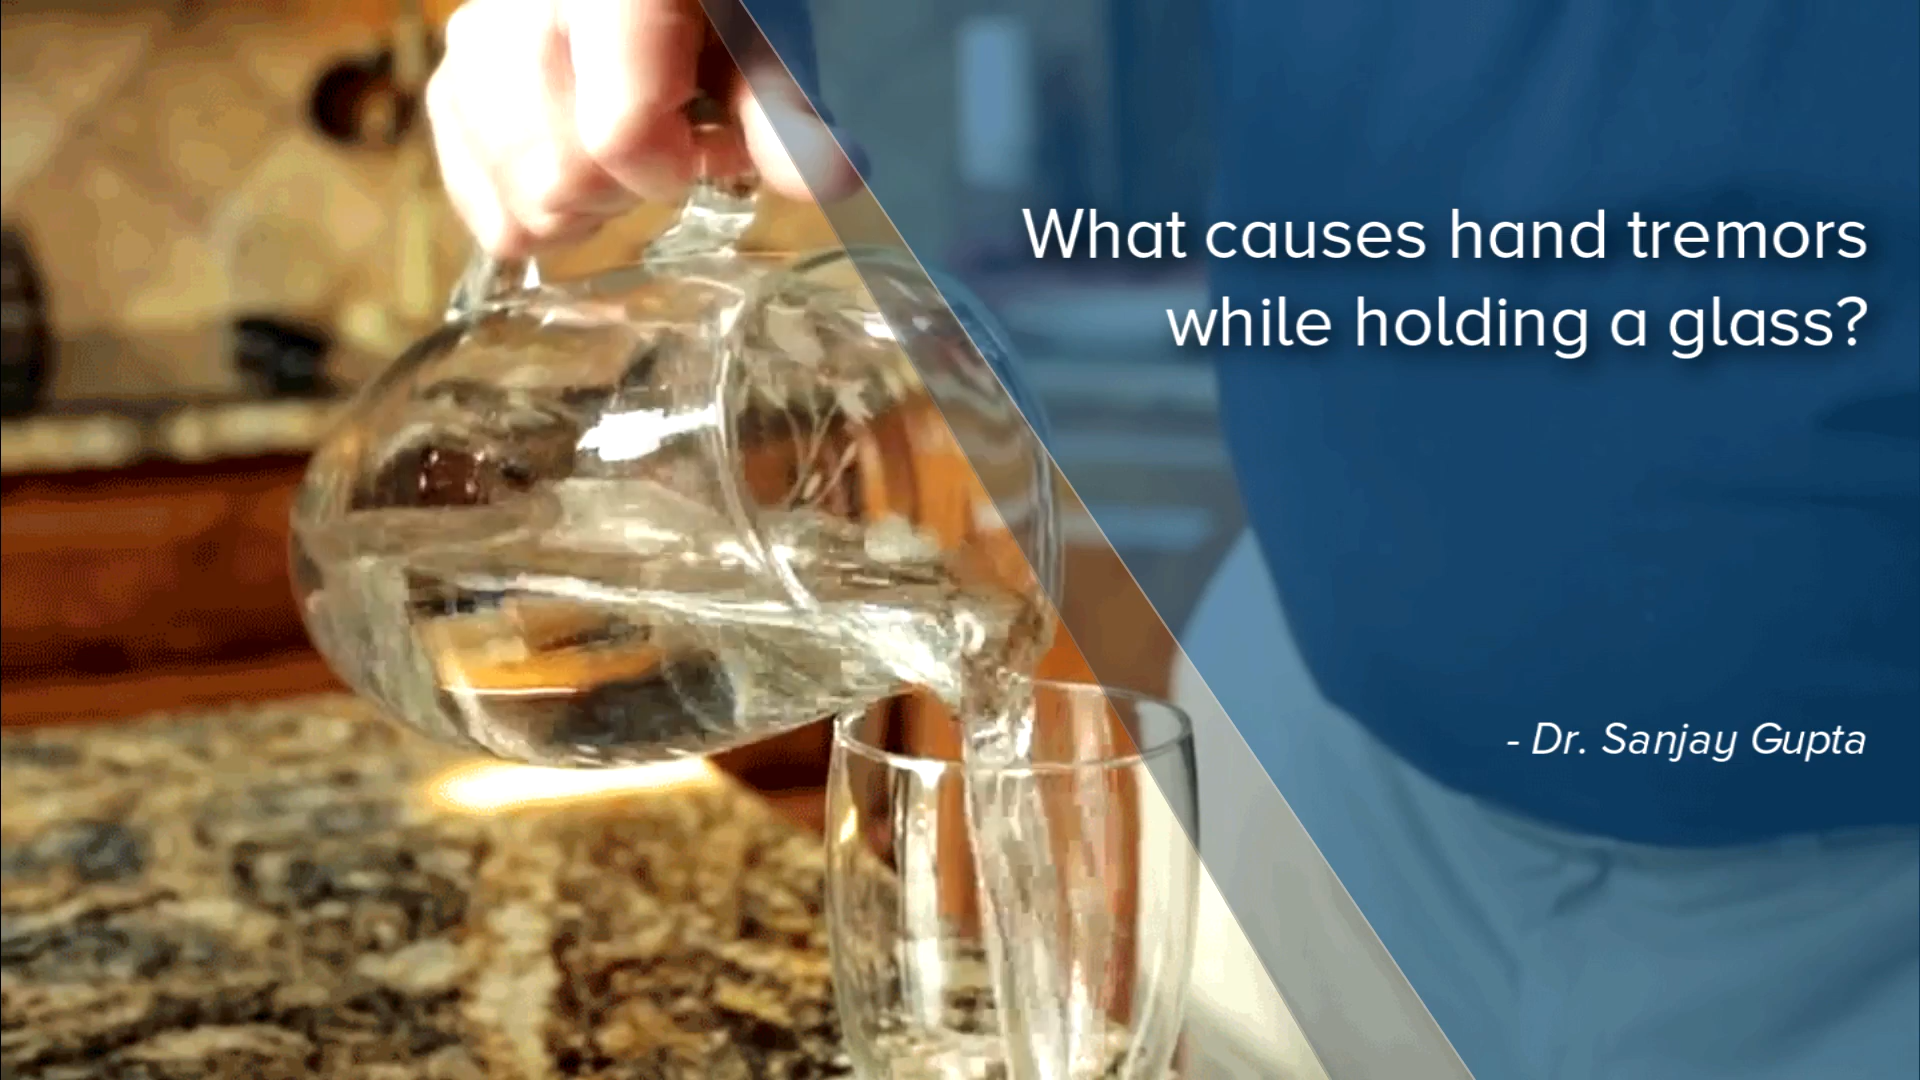 What causes hand tremors
while holding a glass?
- Dr. Sanjay Gupta